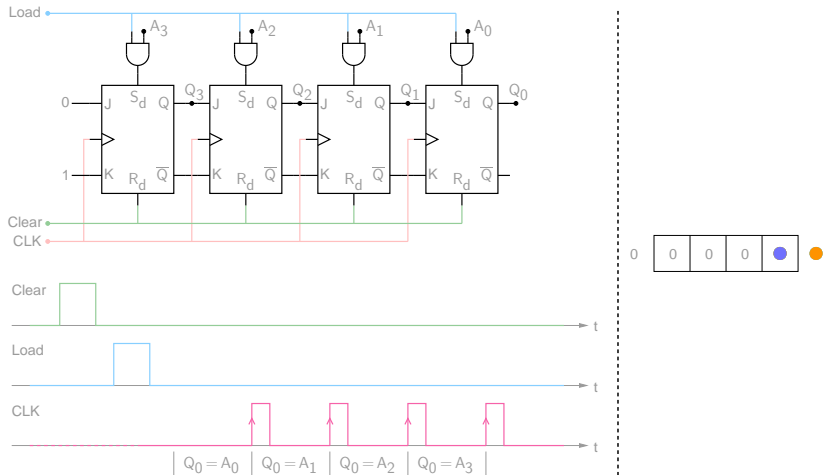 Load
A3 A2 A1 A0
Q3 Q2 Q1 Q0
0 J Sd Q J Sd Q J Sd Q J Sd Q
1 K Rd Q̅ K Rd Q̅ K Rd Q̅ K Rd Q̅
Clear
CLK
0 0 0 0
Clear
t
Load
t
CLK
t
Q0 = A0 Q0 = A1 Q0 = A2 Q0 = A3